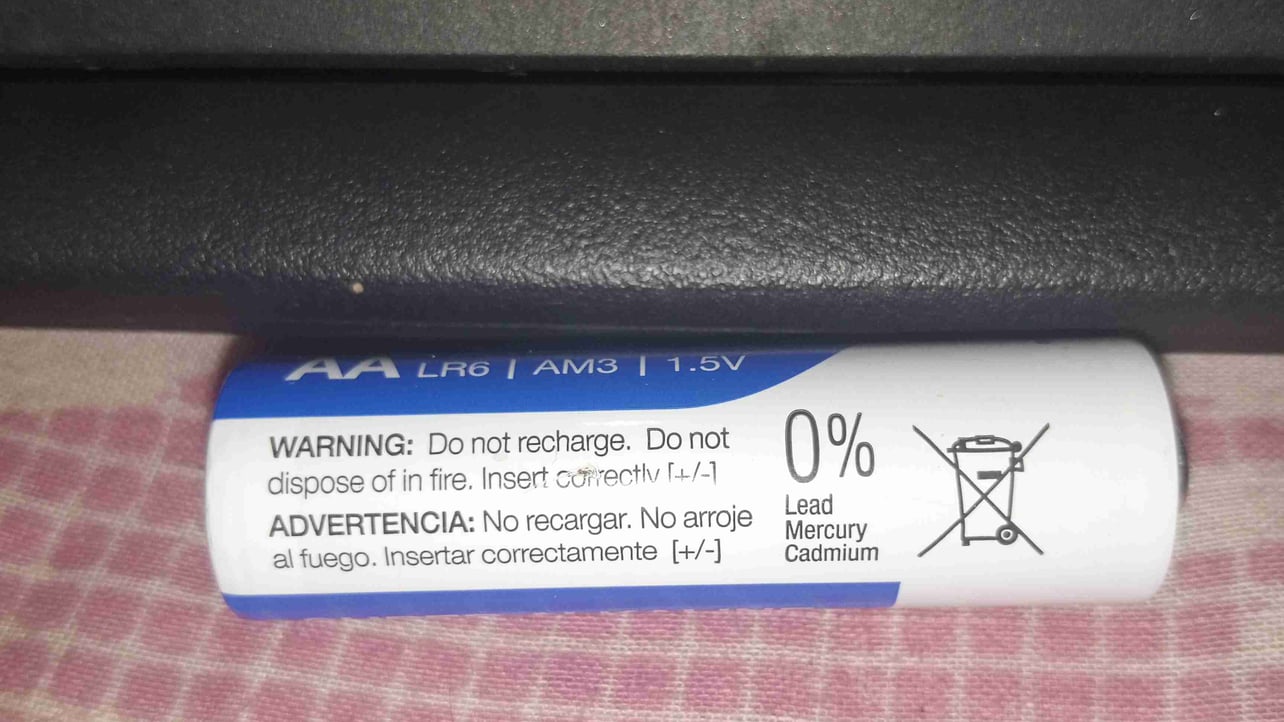 AA LR6 | AM3 | 1.5V
WARNING: Do not recharge. Do not
dispose of in fire. Insert correctly [+/-]
ADVERTENCIA: No recargar. No arroje
al fuego. Insertar correctamente [+/-]
0%
Lead
Mercury
Cadmium